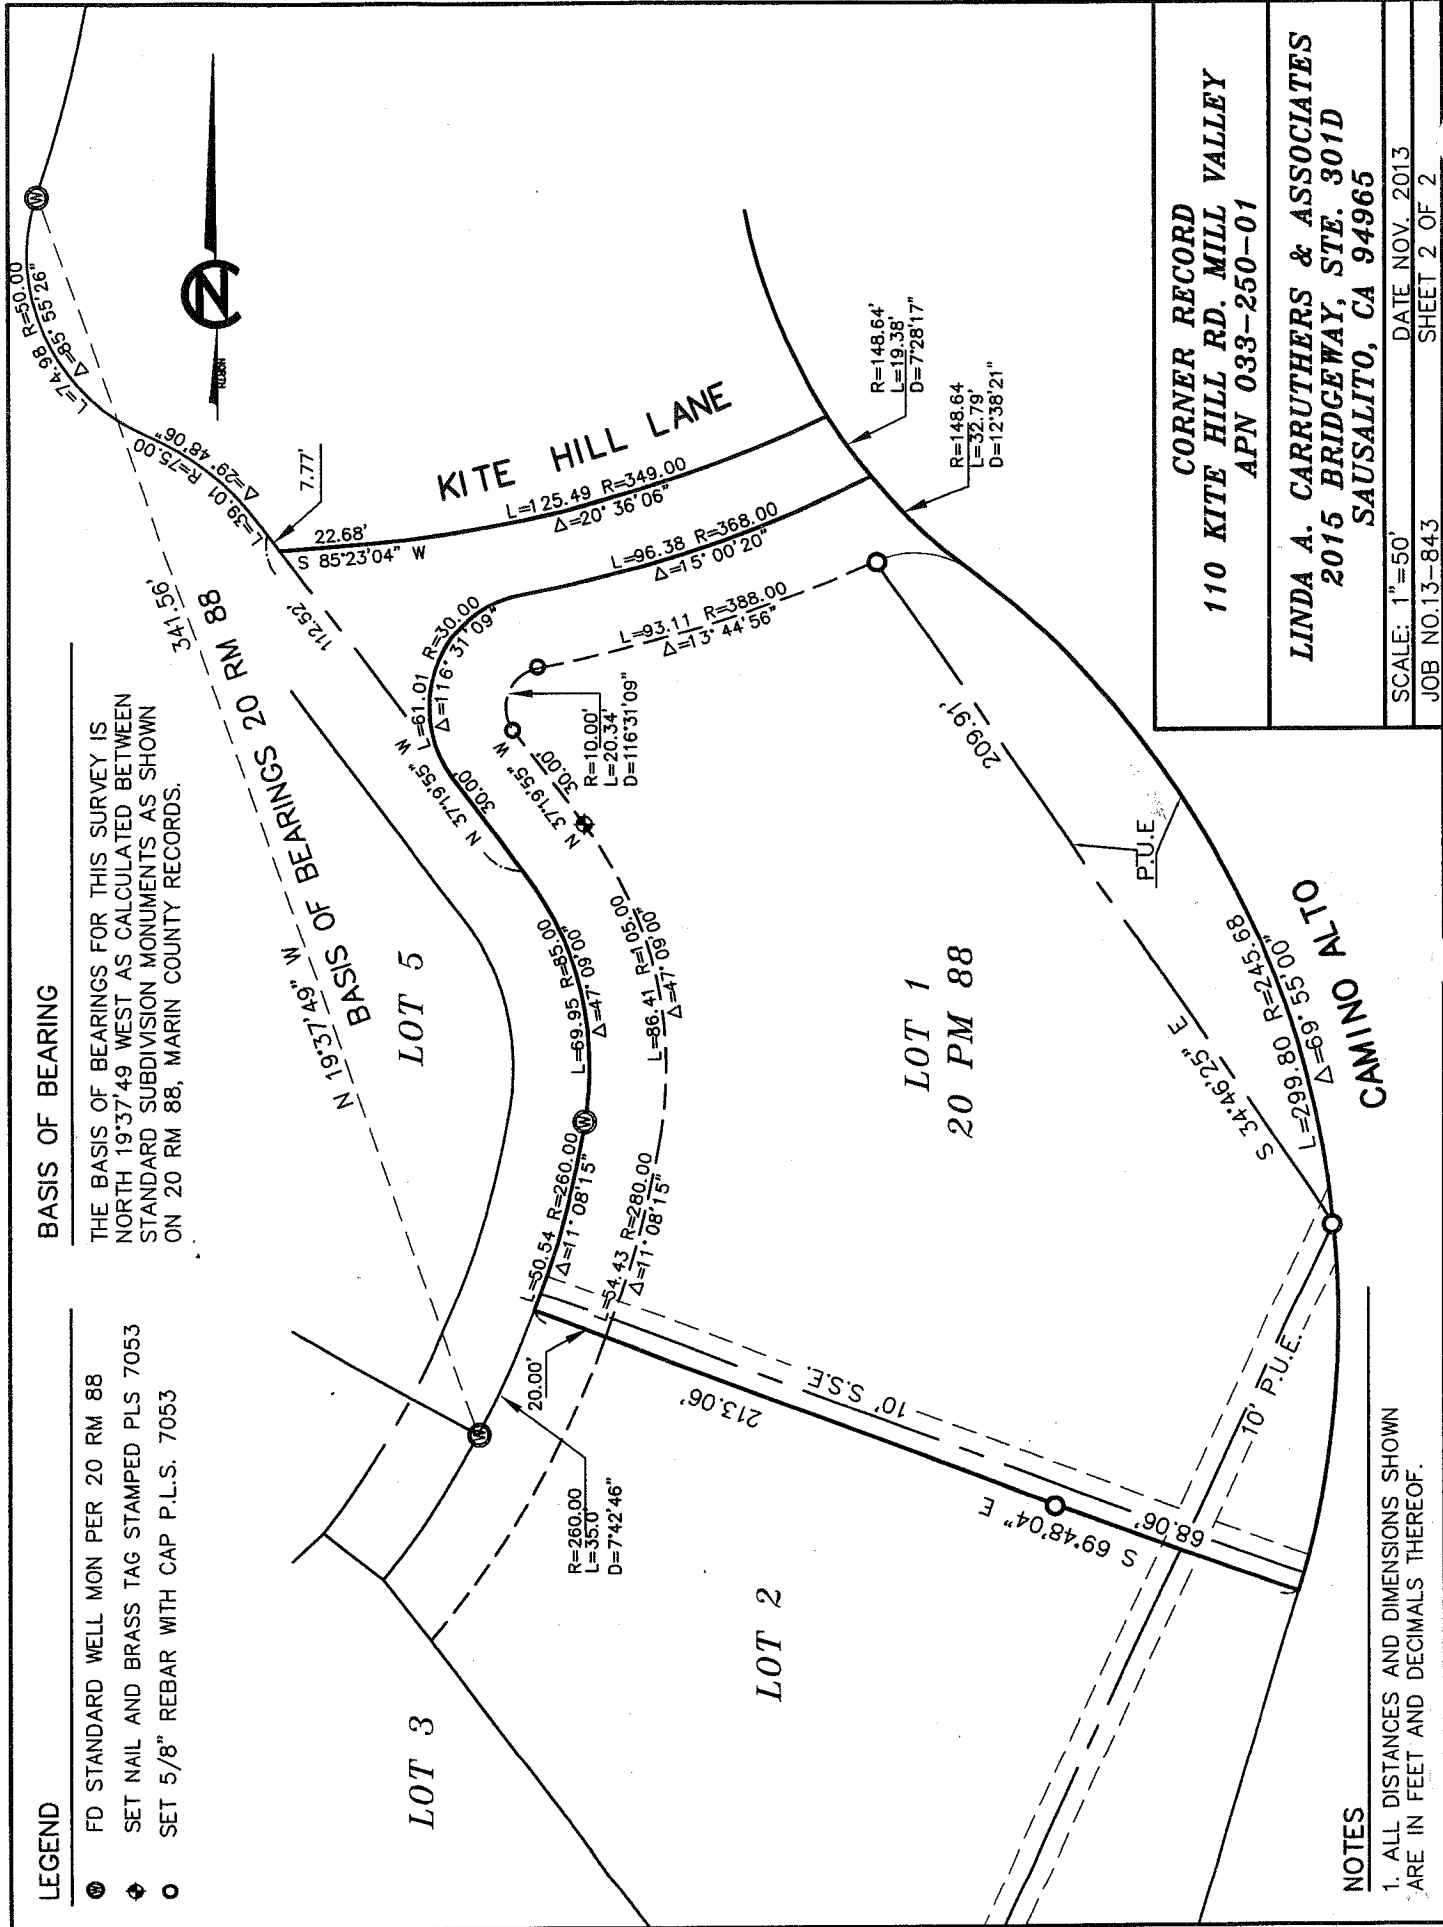 LEGEND
FD STANDARD WELL MON PER 20 RM 88
SET NAIL AND BRASS TAG STAMPED PLS 7053
SET 5/8" REBAR WITH CAP P.L.S. 7053
BASIS OF BEARING
THE BASIS OF BEARINGS FOR THIS SURVEY IS
NORTH 19°37'49 WEST AS CALCULATED BETWEEN
STANDARD SUBDIVISION MONUMENTS AS SHOWN
ON 20 RM 88, MARIN COUNTY RECORDS.
L=74.98 R=50.00
Δ=85° 55'26"
W
N
NORTH
L=39.01 R=75.00
Δ=29° 48'06"
7.77'
341.56'
BASIS OF BEARINGS 20 RM 88
N 19°37'49" W
112.52'
22.68'
S 85°23'04" W
KITE HILL LANE
L=125.49 R=349.00
Δ=20° 36'06"
L=96.38 R=368.00
Δ=15° 00'20"
L=93.11 R=388.00
Δ=13° 44'56"
R=148.64'
L=19.38'
D=7°28'17"
R=148.64
L=32.79'
D=12°38'21"
L=61.01 R=30.00
Δ=116° 31'09"
N 37°19'55" W
30.00'
R=10.00'
L=20.34'
D=116°31'09"
N 37°19'55" W
30.00'
LOT 5
L=69.95 R=85.00
Δ=47° 09'00"
L=86.41 R=105.00
Δ=47° 09'00"
W
L=50.54 R=260.00
Δ=11° 08'15"
L=54.43 R=280.00
Δ=11° 08'15"
W
20.00'
R=260.00
L=35.0'
D=7°42'46"
LOT 3
LOT 2
LOT 1
20 PM 88
213.06'
10' S.S.E.
S 69°48'04" E
68.06'
10' P.U.E.
209.91'
P.U.E
S 34°46'25" E
L=299.80 R=245.68
Δ=69° 55'00"
CAMINO ALTO
NOTES
1. ALL DISTANCES AND DIMENSIONS SHOWN
ARE IN FEET AND DECIMALS THEREOF.
CORNER RECORD
110 KITE HILL RD. MILL VALLEY
APN 033-250-01
LINDA A. CARRUTHERS & ASSOCIATES
2015 BRIDGEWAY, STE. 301D
SAUSALITO, CA 94965
SCALE: 1"=50' DATE NOV. 2013
JOB NO.13-843 SHEET 2 OF 2